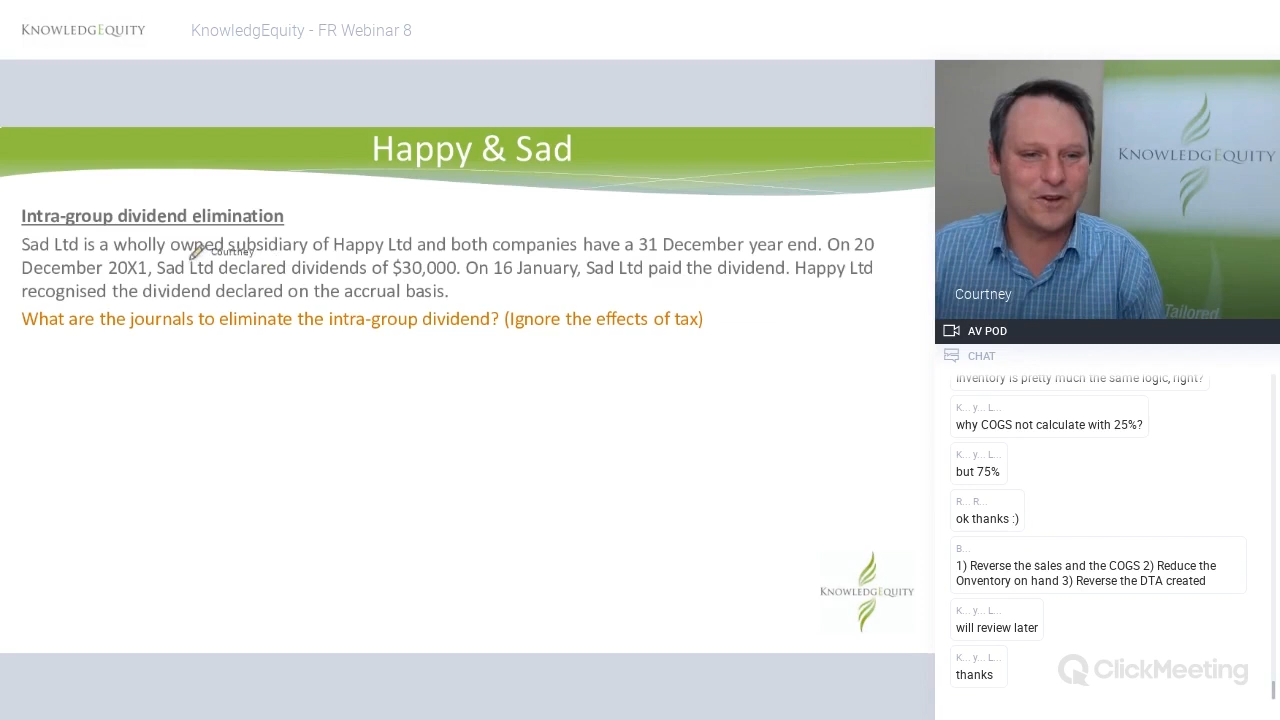 KNOWLEDGEQUITY
KnowledgEquity - FR Webinar 8
Happy & Sad
Intra-group dividend elimination
Sad Ltd is a wholly owned subsidiary of Happy Ltd and both companies have a 31 December year end. On 20
Courtney
December 20X1, Sad Ltd declared dividends of $30,000. On 16 January, Sad Ltd paid the dividend. Happy Ltd
recognised the dividend declared on the accrual basis.
What are the journals to eliminate the intra-group dividend? (Ignore the effects of tax)
KNOWLEDGEQUITY
KNOWLEDGEQUITY
Tailored
Courtney
AV POD
CHAT
Inventory is pretty much the same logic, right?
K... y... L...
why COGS not calculate with 25%?
K... y... L...
but 75%
R... R...
ok thanks :)
B...
1) Reverse the sales and the COGS 2) Reduce the
Onventory on hand 3) Reverse the DTA created
K... y... L...
will review later
K... y... L...
thanks
ClickMeeting